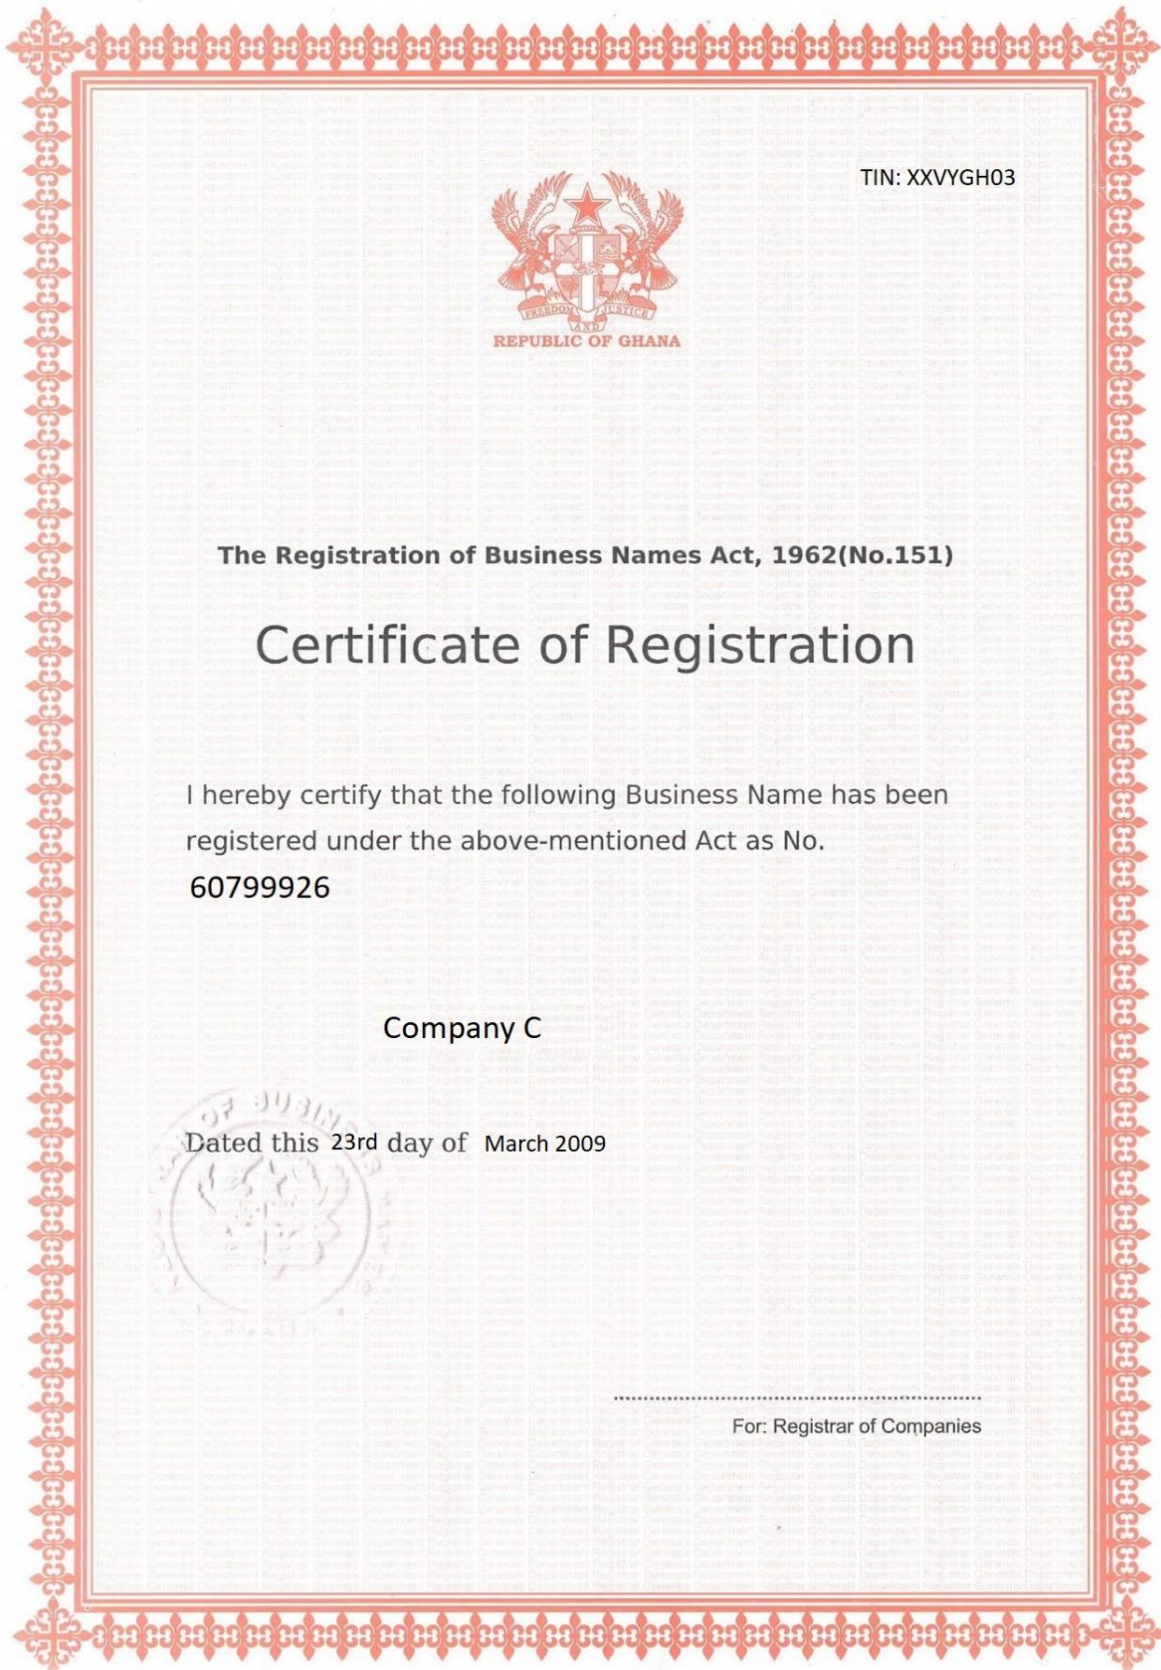 TIN: XXVYGH03
FREEDOM AND JUSTICE
REPUBLIC OF GHANA
The Registration of Business Names Act, 1962(No.151)
Certificate of Registration
I hereby certify that the following Business Name has been
registered under the above-mentioned Act as No.
60799926
Company C
OF BUSINESS
Dated this 23rd day of March 2009
For: Registrar of Companies